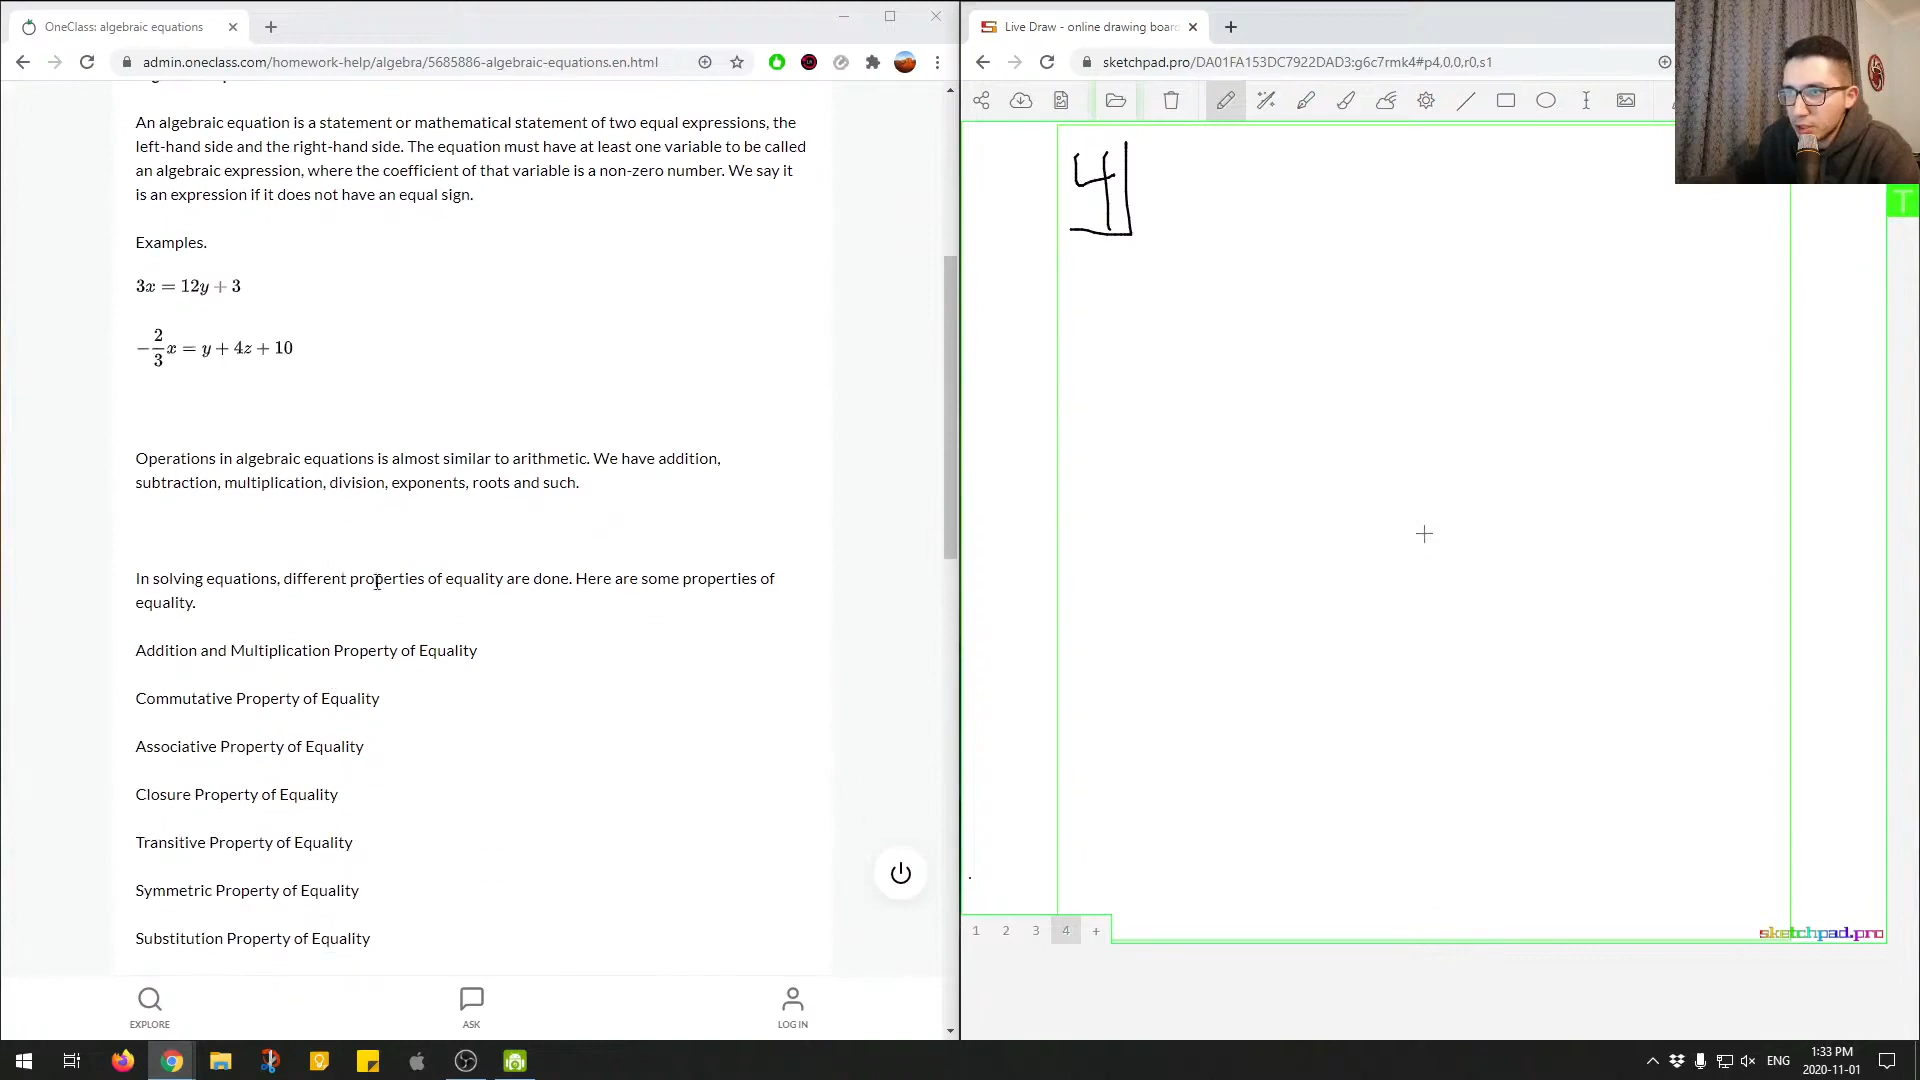 OneClass: algebraic equations
admin.oneclass.com/homework-help/algebra/5685886-algebraic-equations.en.html
An algebraic equation is a statement or mathematical statement of two equal expressions, the
left-hand side and the right-hand side. The equation must have at least one variable to be called
an algebraic expression, where the coefficient of that variable is a non-zero number. We say it
is an expression if it does not have an equal sign.
Examples.
3x = 12y + 3
-2/3x = y + 4z + 10
Operations in algebraic equations is almost similar to arithmetic. We have addition,
subtraction, multiplication, division, exponents, roots and such.
In solving equations, different properties of equality are done. Here are some properties of
equality.
Addition and Multiplication Property of Equality
Commutative Property of Equality
Associative Property of Equality
Closure Property of Equality
Transitive Property of Equality
Symmetric Property of Equality
Substitution Property of Equality
EXPLORE
ASK
LOG IN
Live Draw - online drawing board
sketchpad.pro/DA01FA153DC7922DAD3:g6c7rmk4#p4,0,0,r0,s1
T
4
1 2 3 4 +
sketchpad.pro
ENG
1:33 PM
2020-11-01